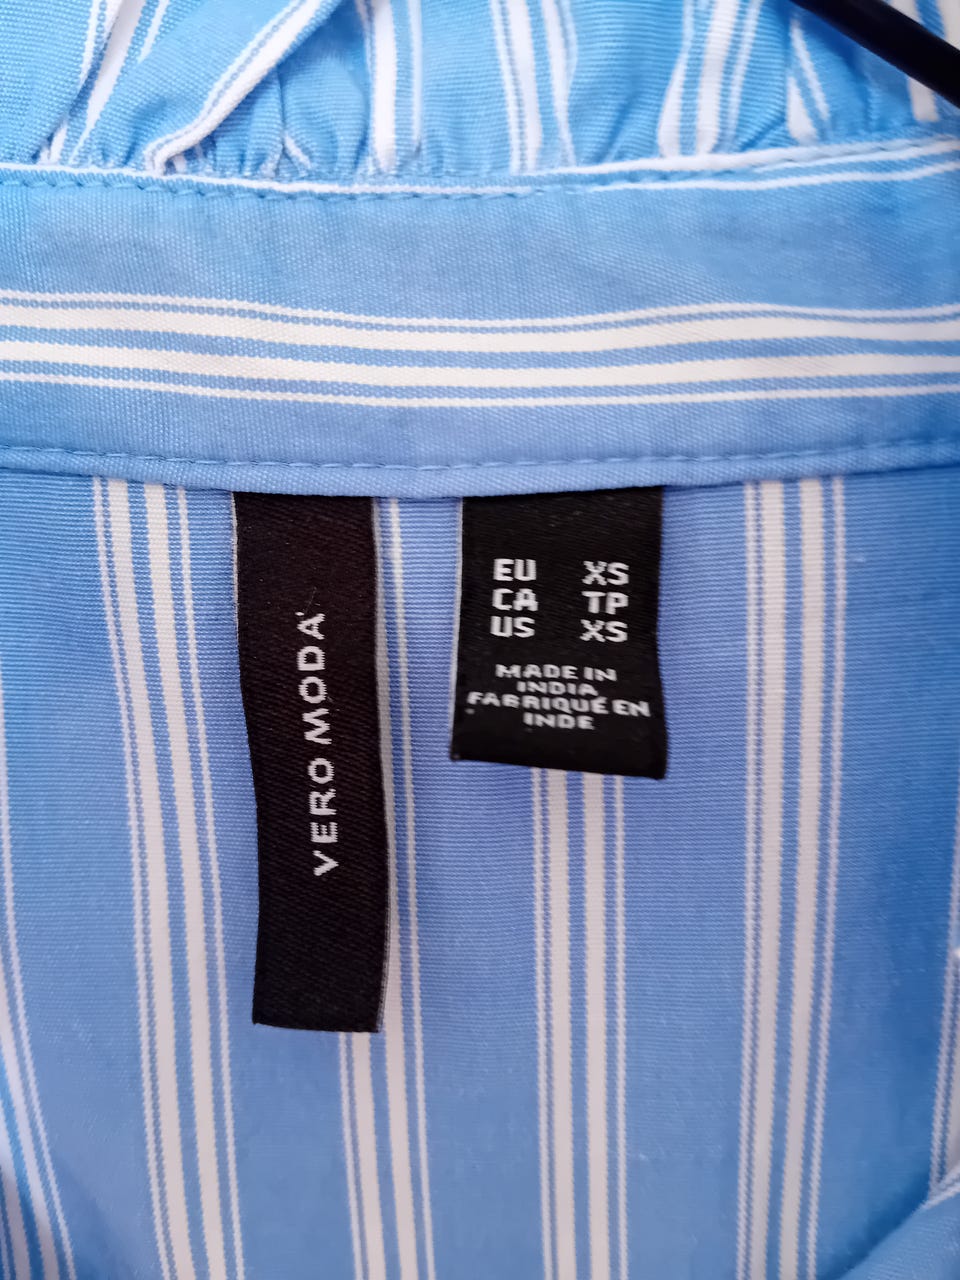 VERO MODA
EU XS
CA TP
US XS
MADE IN
INDIA
FABRIQUÉ EN
INDE